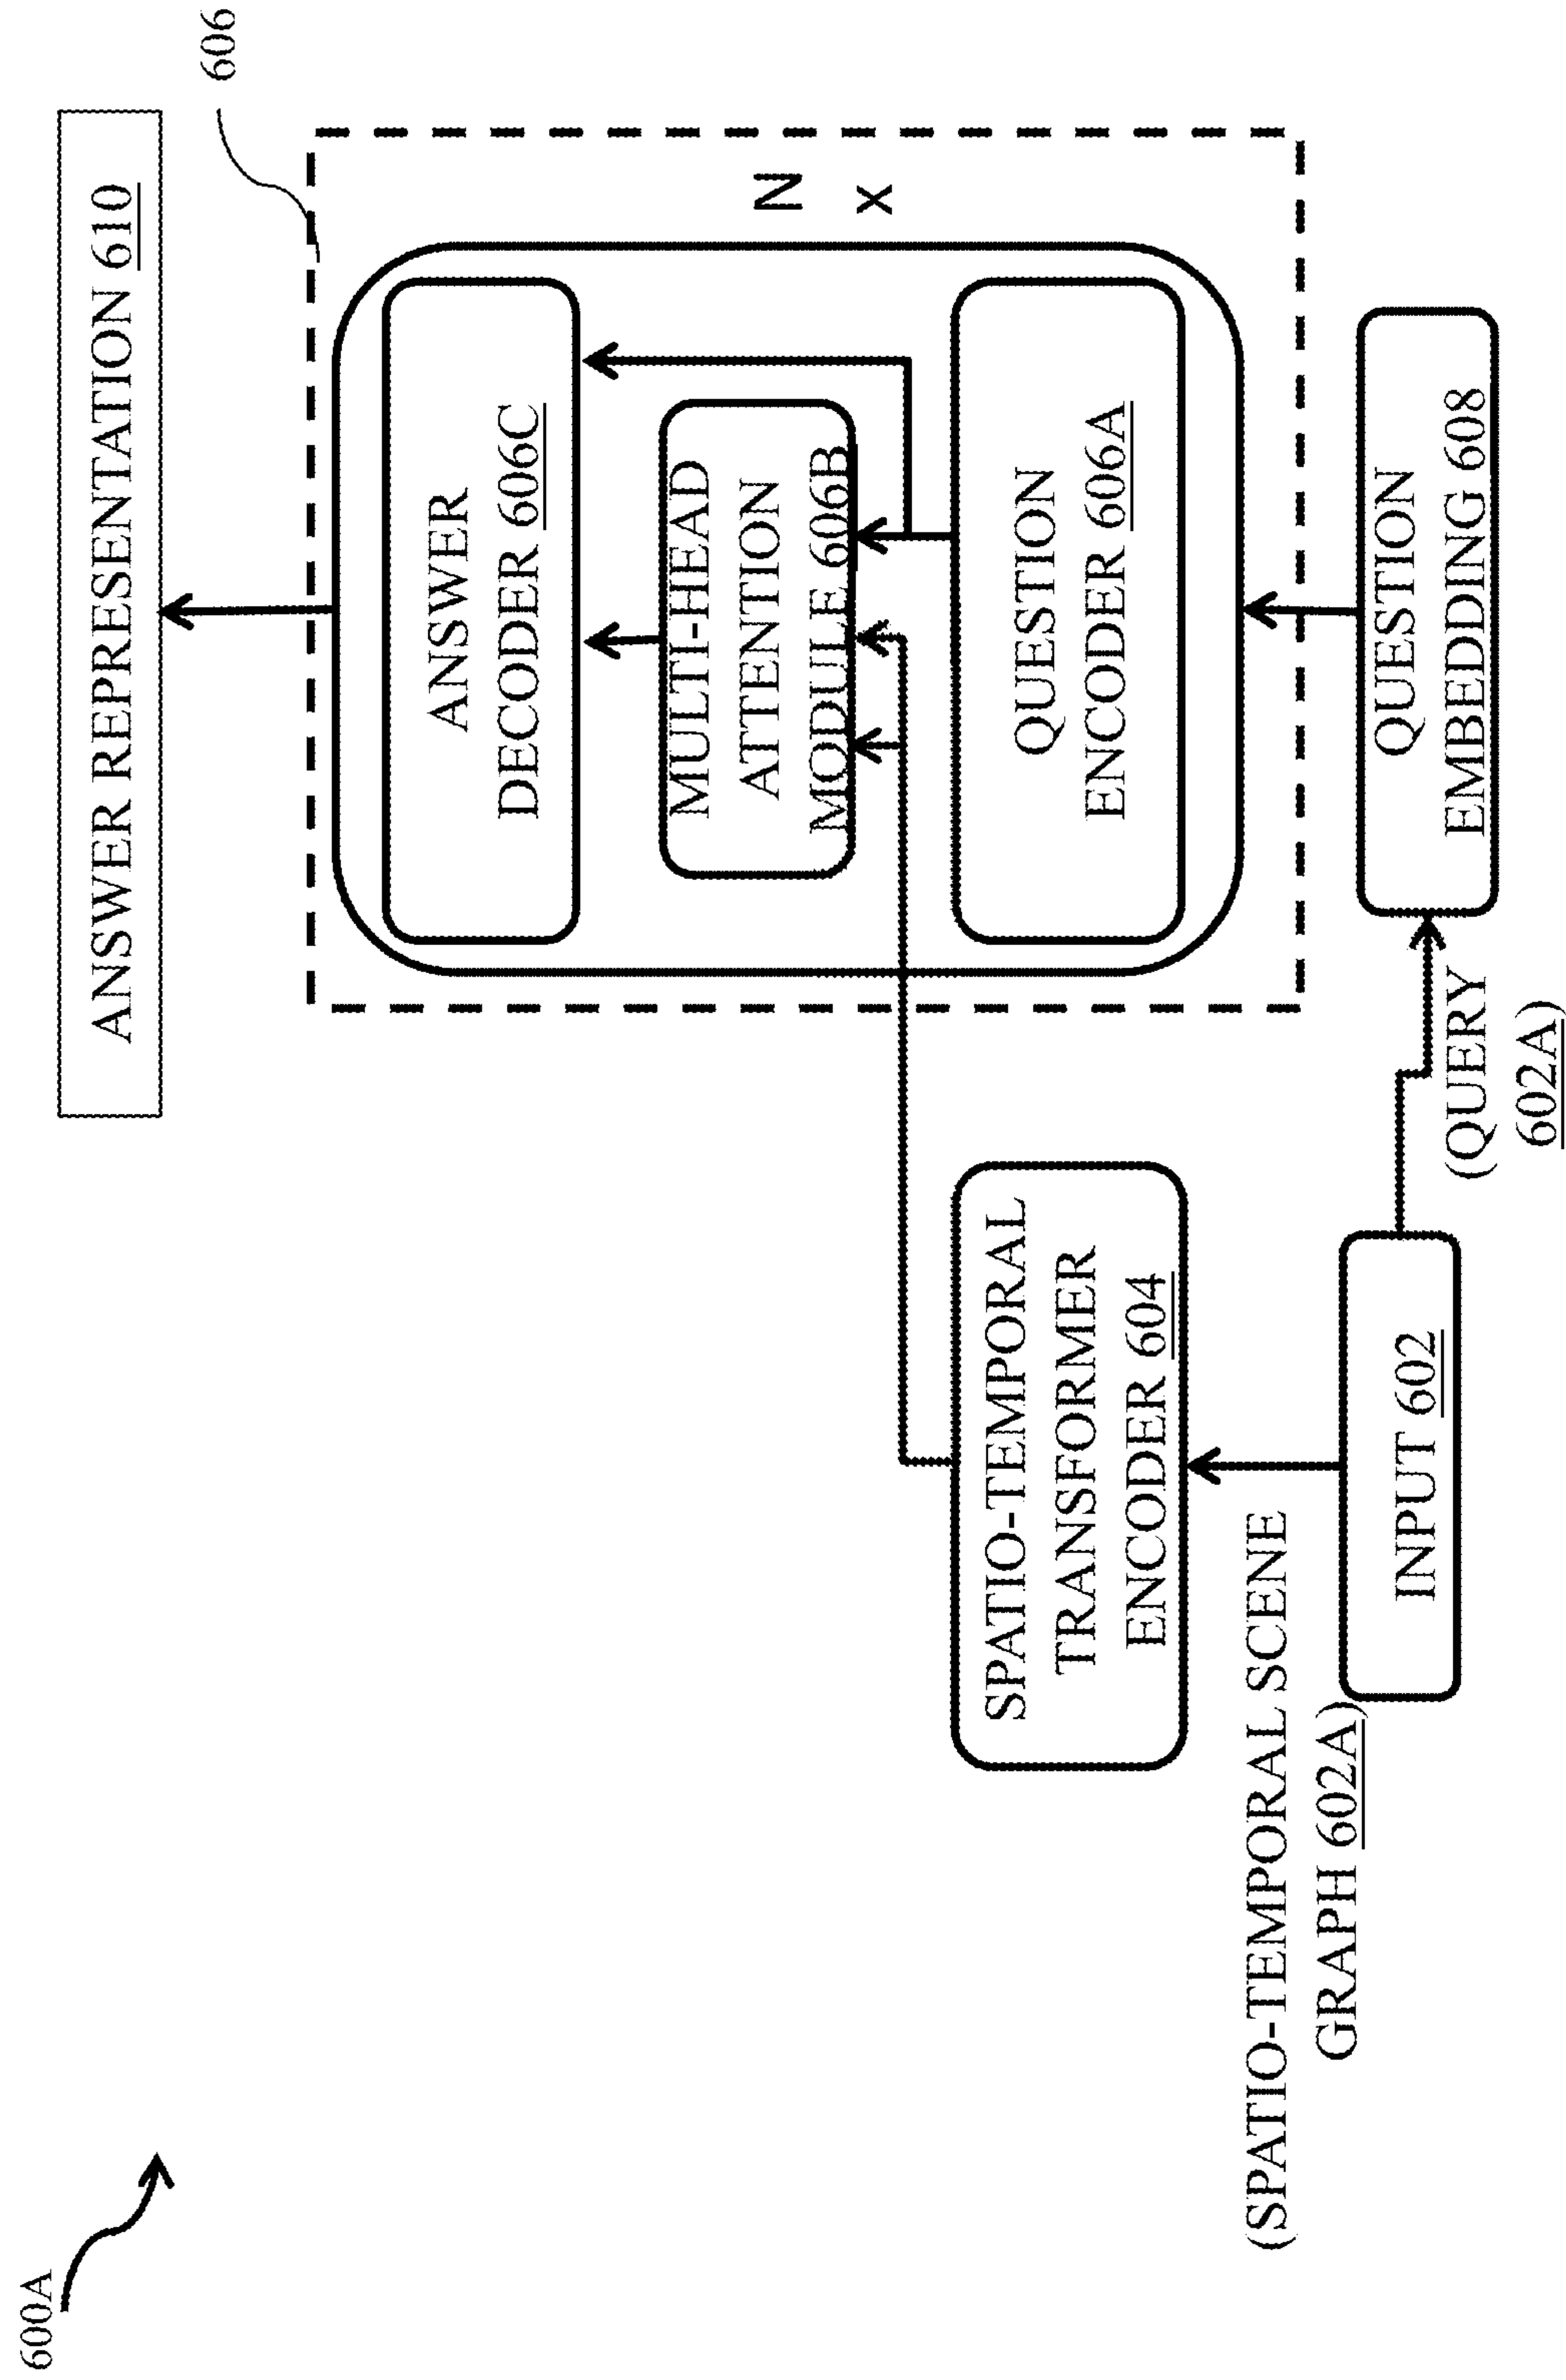 600A
ANSWER REPRESENTATION 610
606
N
x
ANSWER
DECODER 606C
MULTI-HEAD
ATTENTION
MODULE 606B
QUESTION
ENCODER 606A
SPATIO-TEMPORAL
TRANSFORMER
ENCODER 604
(SPATIO-TEMPORAL SCENE
GRAPH 602A)
INPUT 602
(QUERY
602A)
QUESTION
EMBEDDING 608